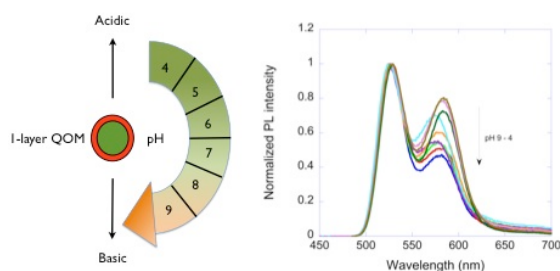 Acidic
1-layer QOM
pH
4
5
6
7
8
9
Basic
Normalized PL intensity
1.2
1
0.8
0.6
0.4
0.2
0
pH 9 - 4
450 500 550 600 650 700
Wavelength (nm)